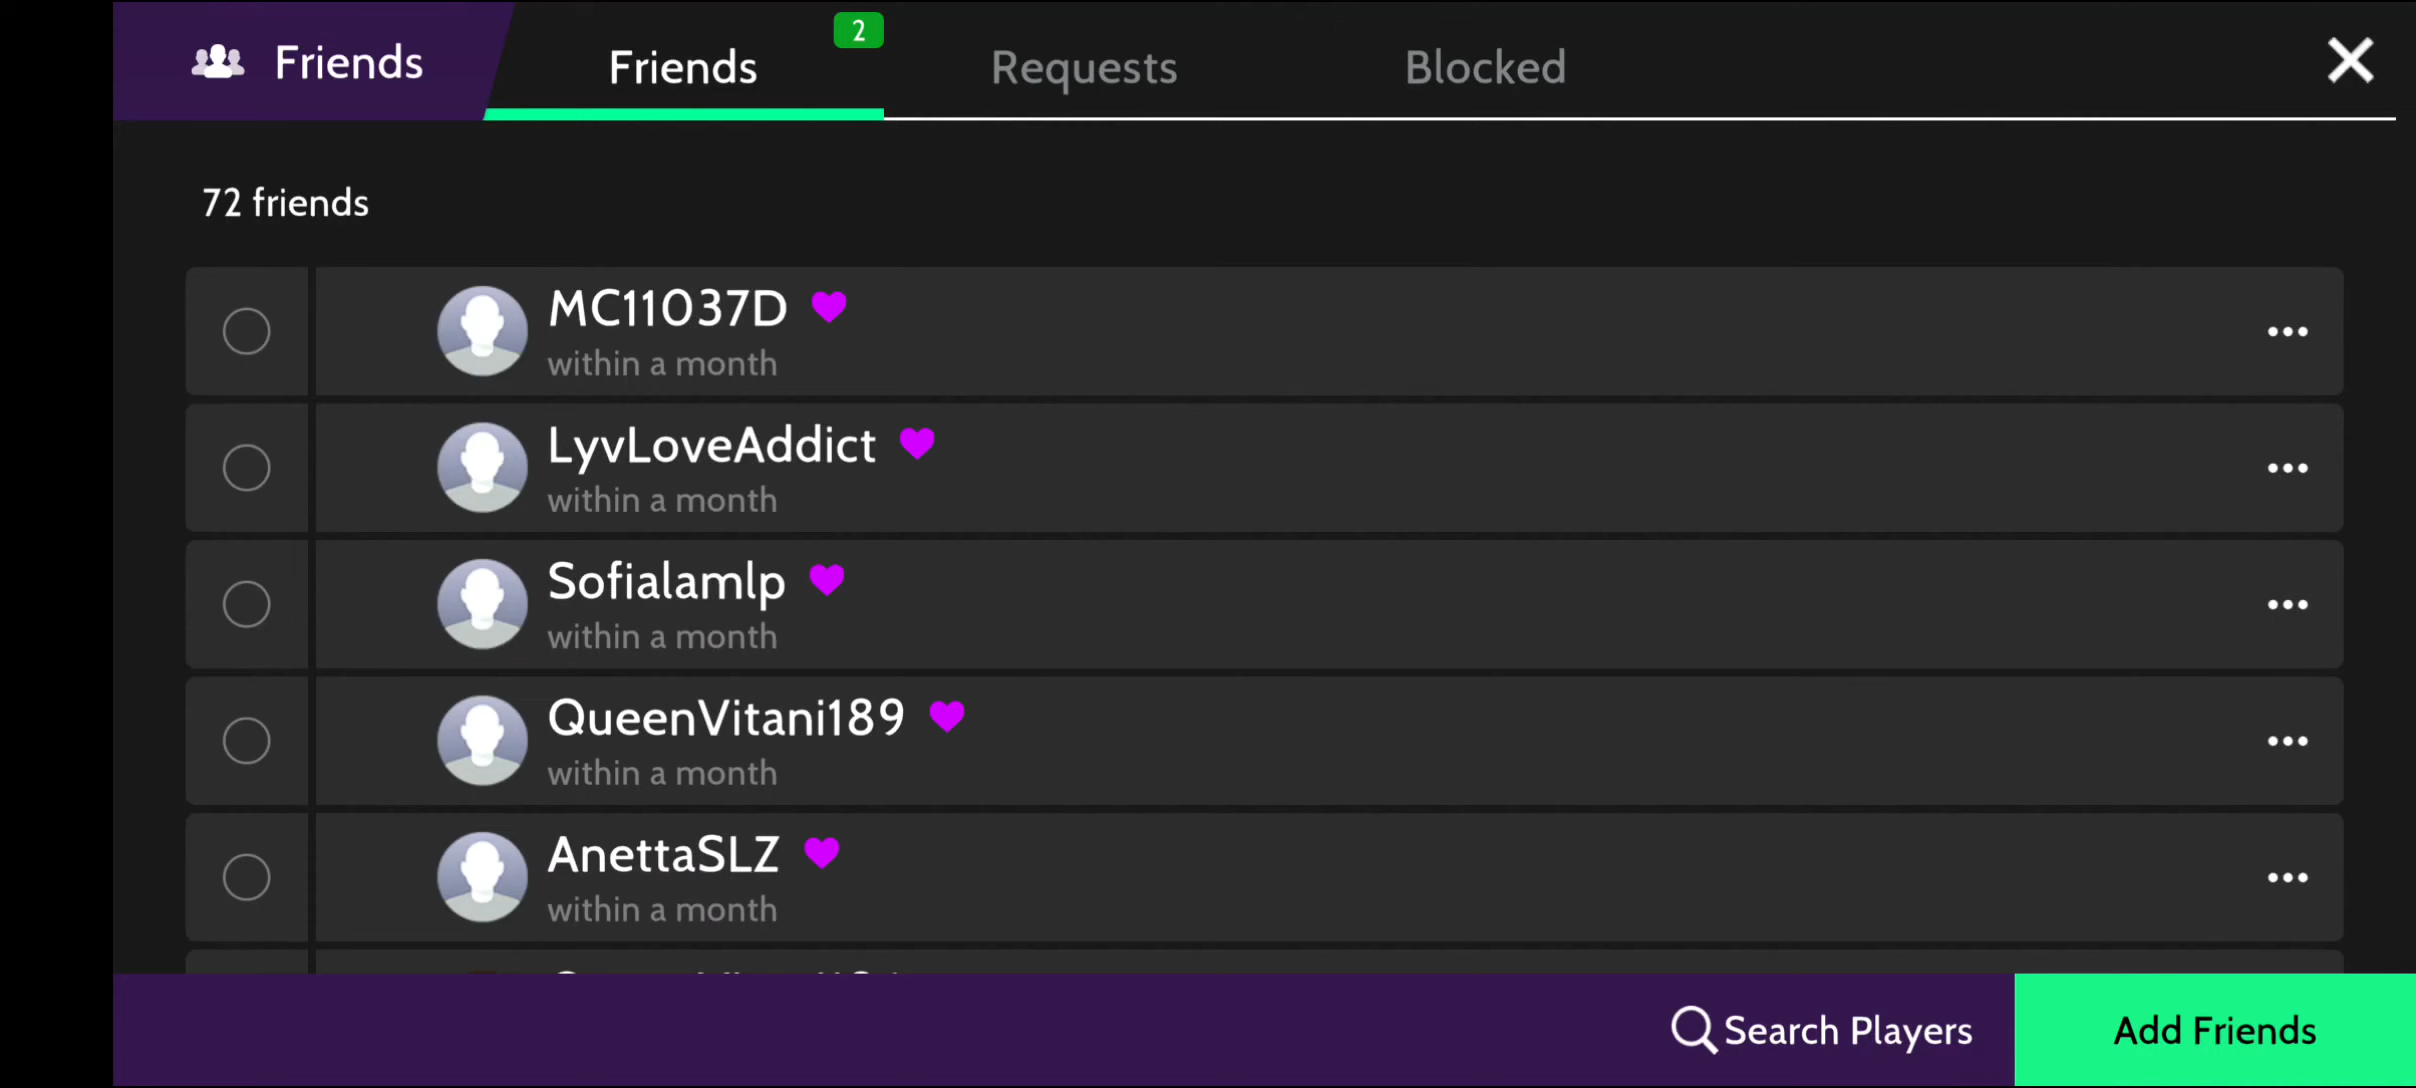 Friends
Friends
2
Requests
Blocked
72 friends
MC11037D
within a month
LyvLoveAddict
within a month
Sofialamlp
within a month
QueenVitani189
within a month
AnettaSLZ
within a month
Search Players
Add Friends